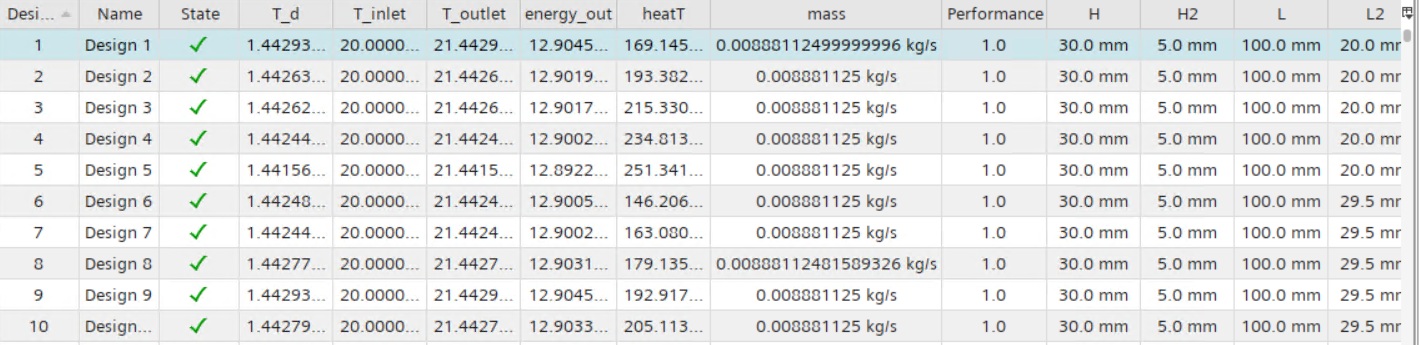 Desi... Name State T_d T_inlet T_outlet energy_out heatT mass Performance H H2 L L2
1 Design 1 1.44293... 20.0000... 21.4429... 12.9045... 169.145... 0.00888112499999996 kg/s 1.0 30.0 mm 5.0 mm 100.0 mm 20.0 mr
2 Design 2 1.44263... 20.0000... 21.4426... 12.9019... 193.382... 0.008881125 kg/s 1.0 30.0 mm 5.0 mm 100.0 mm 20.0 mr
3 Design 3 1.44262... 20.0000... 21.4426... 12.9017... 215.330... 0.008881125 kg/s 1.0 30.0 mm 5.0 mm 100.0 mm 20.0 mr
4 Design 4 1.44244... 20.0000... 21.4424... 12.9002... 234.813... 0.008881125 kg/s 1.0 30.0 mm 5.0 mm 100.0 mm 20.0 mr
5 Design 5 1.44156... 20.0000... 21.4415... 12.8922... 251.341... 0.008881125 kg/s 1.0 30.0 mm 5.0 mm 100.0 mm 20.0 mr
6 Design 6 1.44248... 20.0000... 21.4424... 12.9005... 146.206... 0.008881125 kg/s 1.0 30.0 mm 5.0 mm 100.0 mm 29.5 mr
7 Design 7 1.44244... 20.0000... 21.4424... 12.9002... 163.080... 0.008881125 kg/s 1.0 30.0 mm 5.0 mm 100.0 mm 29.5 mr
8 Design 8 1.44277... 20.0000... 21.4427... 12.9031... 179.135... 0.00888112481589326 kg/s 1.0 30.0 mm 5.0 mm 100.0 mm 29.5 mr
9 Design 9 1.44293... 20.0000... 21.4429... 12.9045... 192.917... 0.008881125 kg/s 1.0 30.0 mm 5.0 mm 100.0 mm 29.5 mr
10 Design... 1.44279... 20.0000... 21.4427... 12.9033... 205.113... 0.008881125 kg/s 1.0 30.0 mm 5.0 mm 100.0 mm 29.5 mr